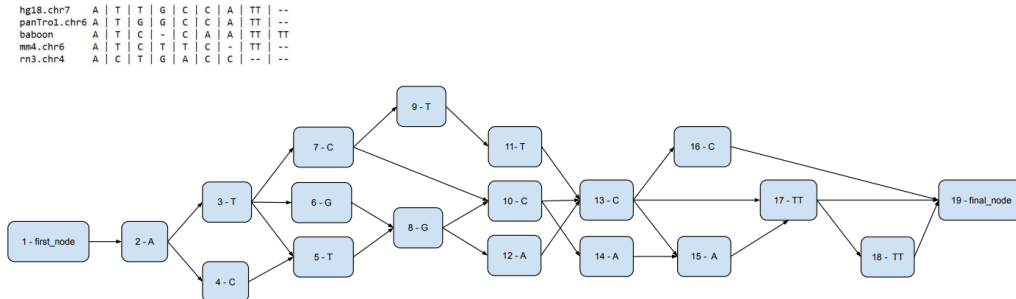 hg18.chr7 A | T | T | G | C | C | A | TT | --
panTro1.chr6 A | T | G | G | C | C | A | TT | --
baboon A | T | C | - | C | A | A | TT | TT
mm4.chr6 A | T | C | T | T | C | - | TT | --
rn3.chr4 A | C | T | G | A | C | C | -- | --
9 - T
7 - C
11- T
16 - C
3 - T
6 - G
10 - C
13 - C
17 - TT
19 - final_node
8 - G
1 - first_node
2 - A
5 - T
12 - A
14 - A
15 - A
18 - TT
4 - C